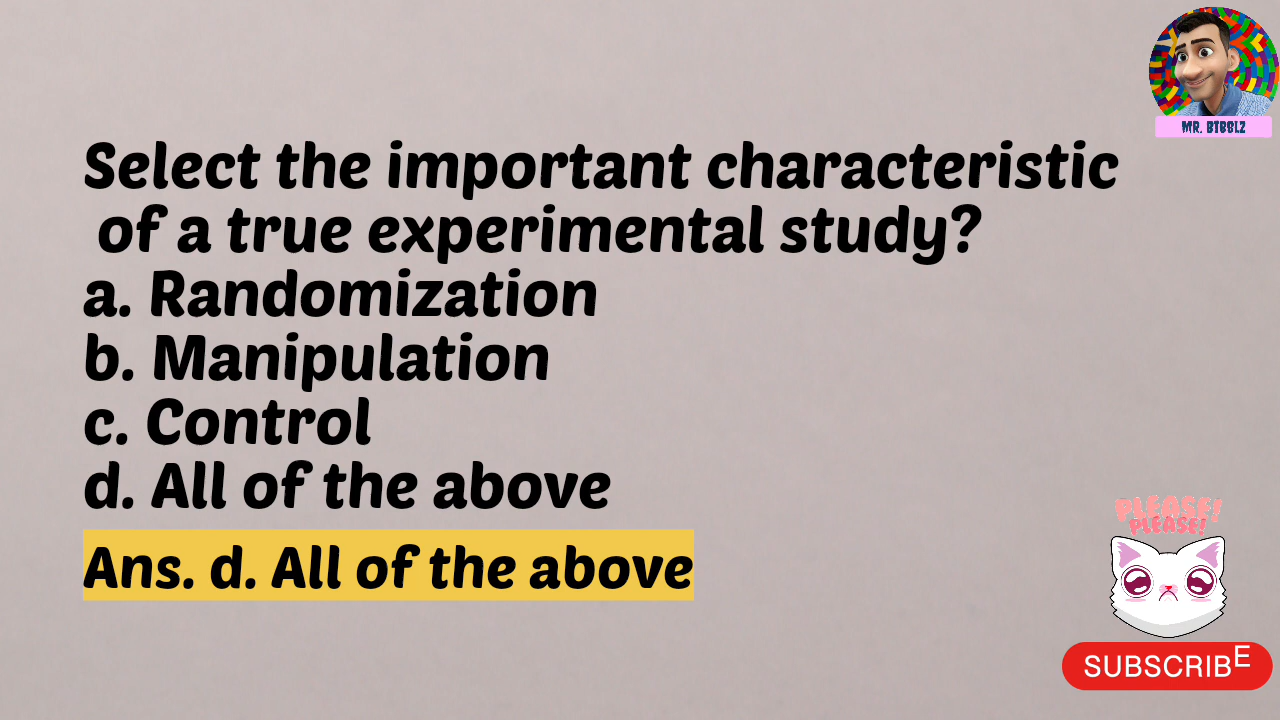 MR. BIBBLZ
Select the important characteristic
of a true experimental study?
a. Randomization
b. Manipulation
c. Control
d. All of the above
Ans. d. All of the above
PLEASE!
PLEASE!
SUBSCRIBE